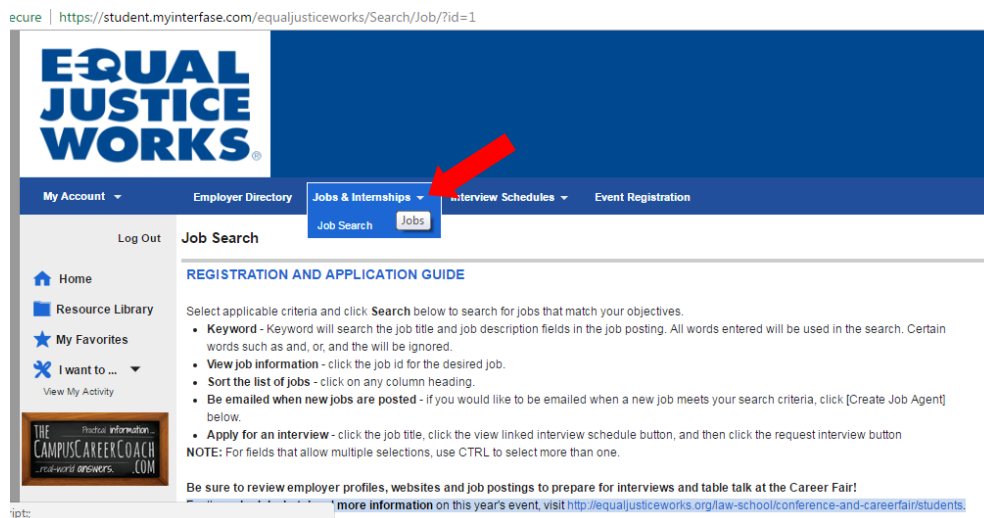 ecure | https://student.myinterfase.com/equaljusticeworks/Search/Job/?id=1
EQUAL
JUSTICE
WORKS®
My Account
Employer Directory
Jobs & Internships
Interview Schedules
Event Registration
Job Search
Jobs
Log Out
Job Search
Home
Resource Library
My Favorites
I want to ...
View My Activity
THE Practical information...
CAMPUSCAREERCOACH
...real-world answers. .COM
REGISTRATION AND APPLICATION GUIDE
Select applicable criteria and click Search below to search for jobs that match your objectives.
• Keyword - Keyword will search the job title and job description fields in the job posting. All words entered will be used in the search. Certain
words such as and, or, and the will be ignored.
• View job information - click the job id for the desired job.
• Sort the list of jobs - click on any column heading.
• Be emailed when new jobs are posted - if you would like to be emailed when a new job meets your search criteria, click [Create Job Agent]
below.
• Apply for an interview - click the job title, click the view linked interview schedule button, and then click the request interview button
NOTE: For fields that allow multiple selections, use CTRL to select more than one.
Be sure to review employer profiles, websites and job postings to prepare for interviews and table talk at the Career Fair!
more information on this year's event, visit http://equaljusticeworks.org/law-school/conference-and-careerfair/students.
ript: